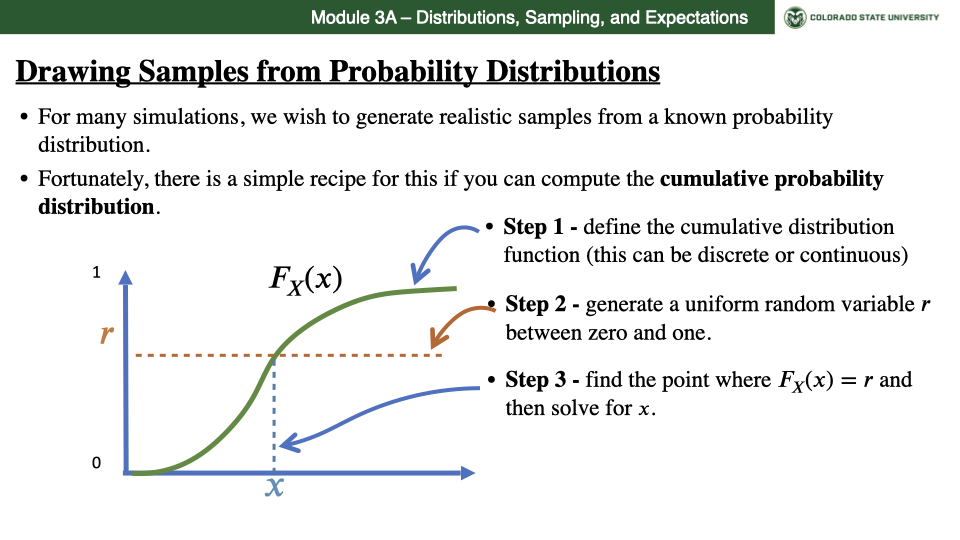 Module 3A – Distributions, Sampling, and Expectations
COLORADO STATE UNIVERSITY
Drawing Samples from Probability Distributions
• For many simulations, we wish to generate realistic samples from a known probability
distribution.
• Fortunately, there is a simple recipe for this if you can compute the cumulative probability
distribution.
• Step 1 - define the cumulative distribution
function (this can be discrete or continuous)
• Step 2 - generate a uniform random variable r
between zero and one.
• Step 3 - find the point where F_X(x) = r and
then solve for x.
1
F_X(x)
r
0
x